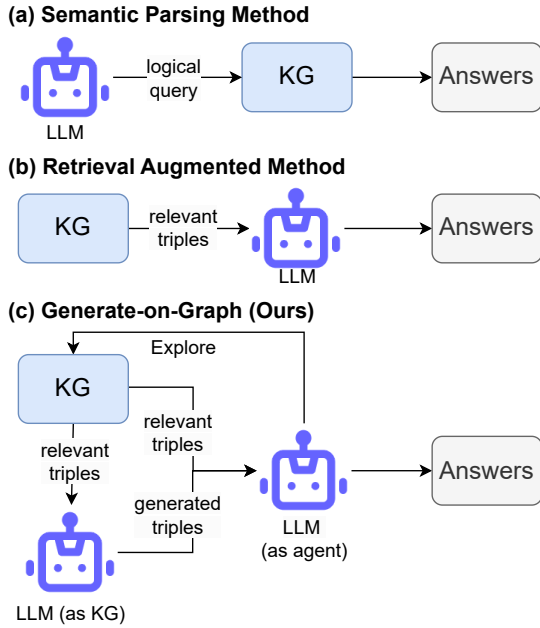 (a) Semantic Parsing Method
LLM
logical
query
KG
Answers
(b) Retrieval Augmented Method
KG
relevant
triples
LLM
Answers
(c) Generate-on-Graph (Ours)
Explore
KG
relevant
triples
relevant
triples
generated
triples
LLM (as KG)
LLM
(as agent)
Answers